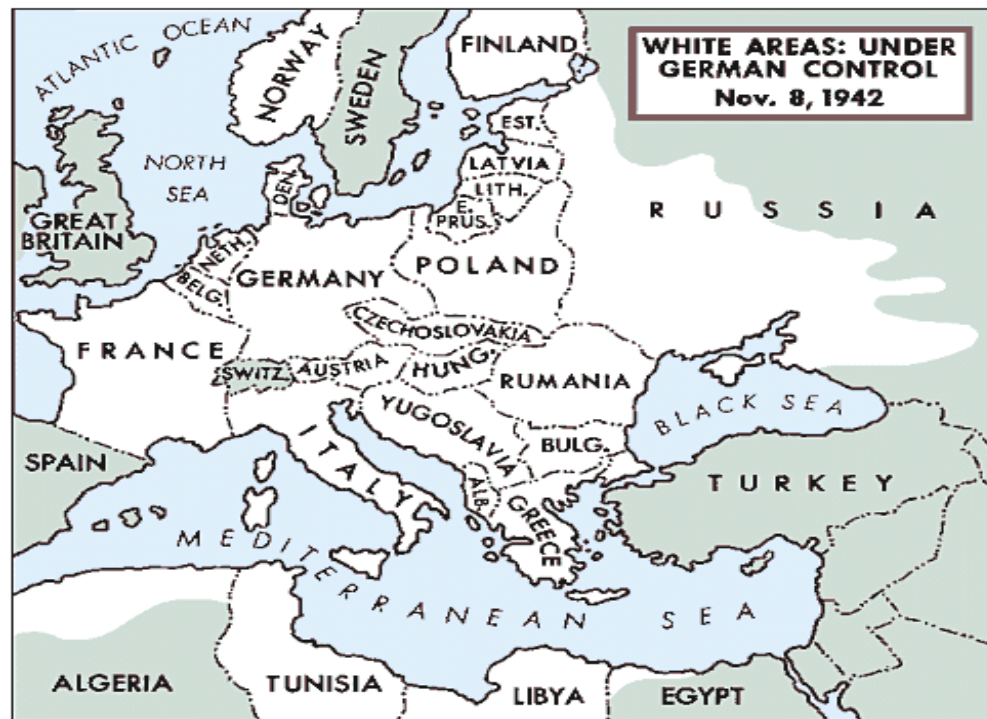 ATLANTIC OCEAN
NORWAY
SWEDEN
FINLAND
WHITE AREAS: UNDER
GERMAN CONTROL
Nov. 8, 1942
NORTH
SEA
DEN.
EST.
LATVIA
LITH.
E.
PRUS.
RUSSIA
GREAT
BRITAIN
NETH.
BELG.
GERMANY
POLAND
CZECHOSLOVAKIA
FRANCE
SWITZ.
AUSTRIA
HUNG.
RUMANIA
YUGOSLAVIA
BLACK SEA
ITALY
BULG.
SPAIN
ALB.
GREECE
TURKEY
MEDITERRANEAN SEA
ALGERIA
TUNISIA
LIBYA
EGYPT